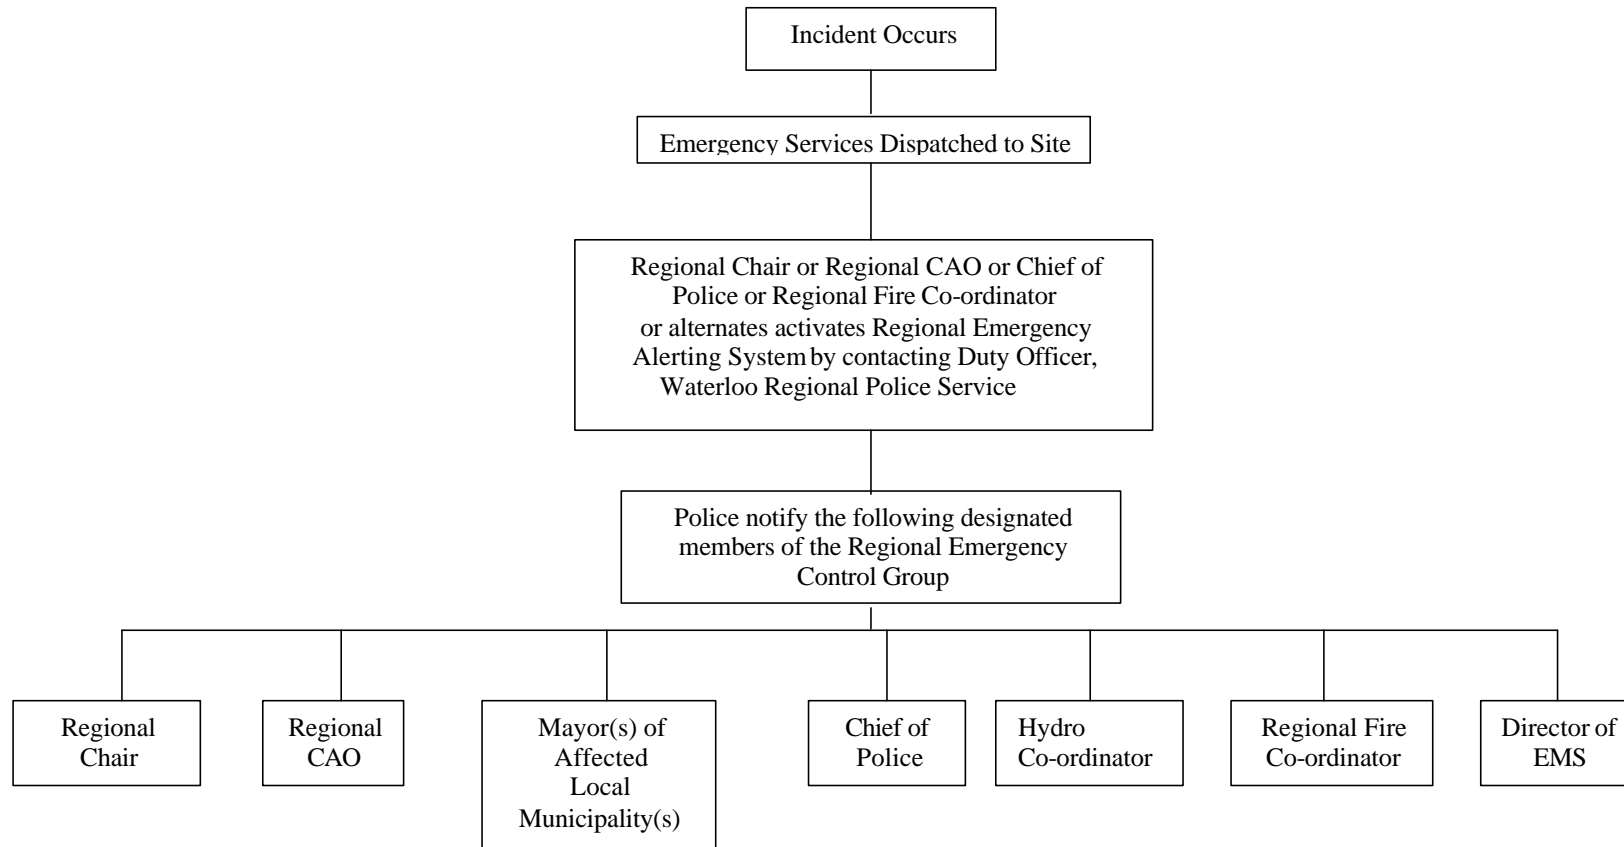 Incident Occurs
Emergency Services Dispatched to Site
Regional Chair or Regional CAO or Chief of
Police or Regional Fire Co-ordinator
or alternates activates Regional Emergency
Alerting System by contacting Duty Officer,
Waterloo Regional Police Service
Police notify the following designated
members of the Regional Emergency
Control Group
Regional
Chair
Regional
CAO
Mayor(s) of
Affected
Local
Municipality(s)
Chief of
Police
Hydro
Co-ordinator
Regional Fire
Co-ordinator
Director of
EMS